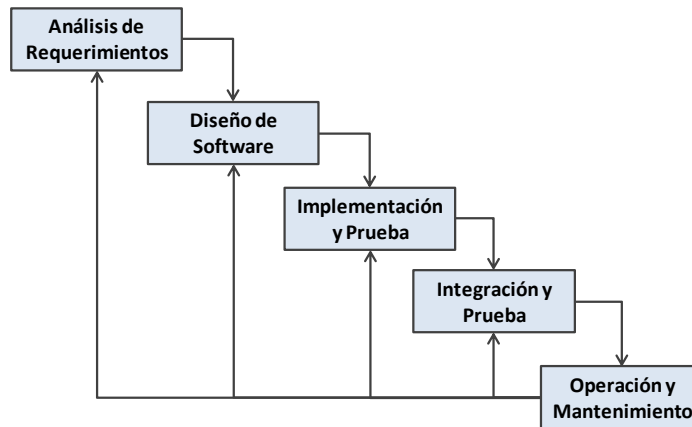 Análisis de
Requerimientos
Diseño de
Software
Implementación
y Prueba
Integración y
Prueba
Operación y
Mantenimiento